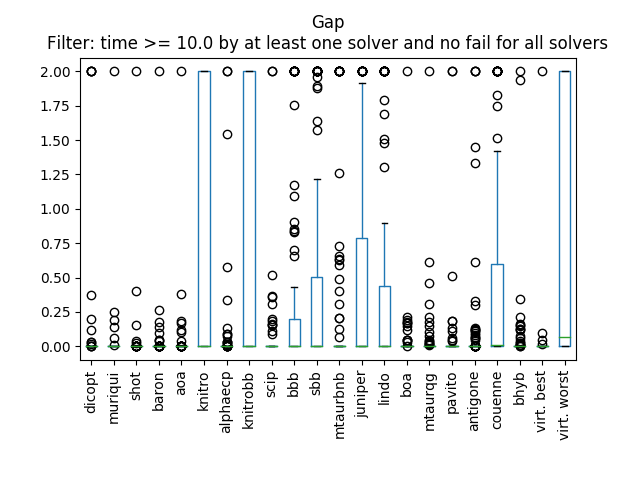 Gap
Filter: time >= 10.0 by at least one solver and no fail for all solvers
2.00
1.75
1.50
1.25
1.00
0.75
0.50
0.25
0.00
dicopt
muriqui
shot
baron
aoa
knitro
alphaecp
knitrobb
scip
bbb
sbb
mtaurbnb
juniper
lindo
boa
mtaurqg
pavito
antigone
couenne
bhyb
virt. best
virt. worst